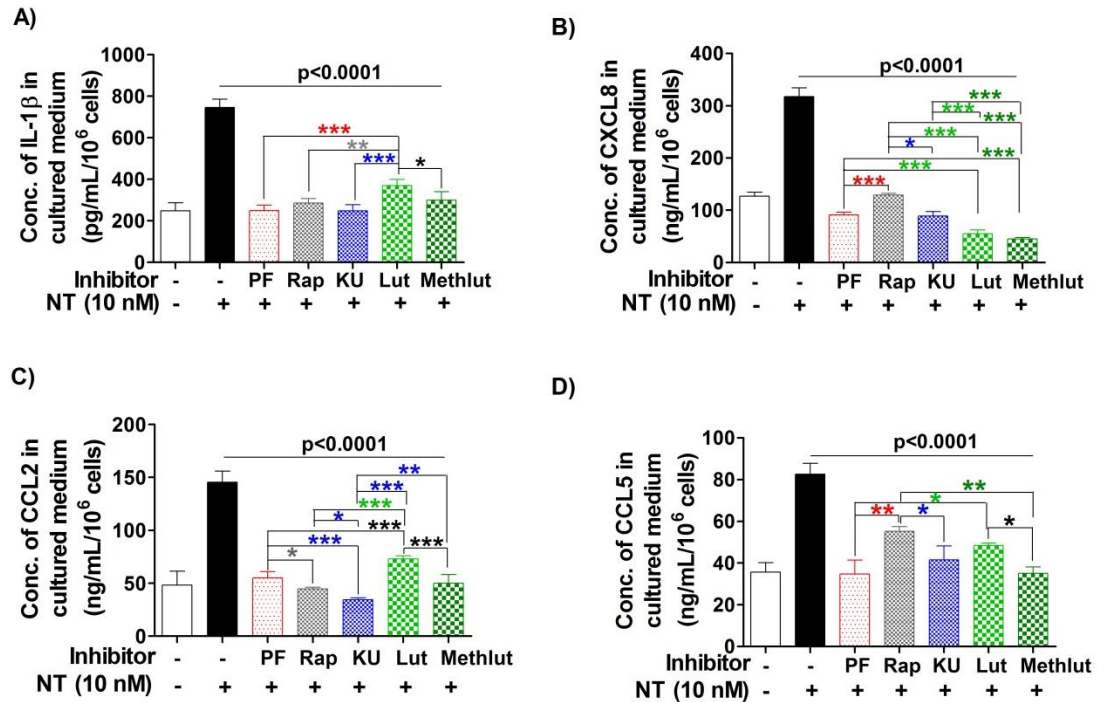 A)
Conc. of IL-1β in
cultured medium
(pg/mL/10⁶ cells)
1000
800
600
400
200
0
p<0.0001
***
**
***
*
Inhibitor - - PF Rap KU Lut Methlut
NT (10 nM) - + + + + + +
B)
Conc. of CXCL8 in
cultured medium
(ng/mL/10⁶ cells)
400
300
200
100
0
p<0.0001
***
***
***
***
*
***
***
***
Inhibitor - - PF Rap KU Lut Methlut
NT (10 nM) - + + + + + +
C)
Conc. of CCL2 in
cultured medium
(ng/mL/10⁶ cells)
200
150
100
50
0
p<0.0001
**
***
***
*
***
***
***
*
Inhibitor - - PF Rap KU Lut Methlut
NT (10 nM) - + + + + + +
D)
Conc. of CCL5 in
cultured medium
(ng/mL/10⁶ cells)
100
80
60
40
20
0
p<0.0001
**
*
**
*
*
Inhibitor - - PF Rap KU Lut Methlut
NT (10 nM) - + + + + + +